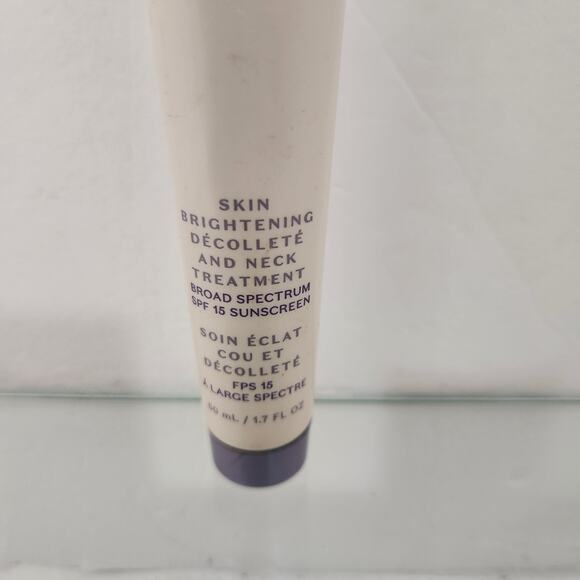 SKIN
BRIGHTENING
DÉCOLLETÉ
AND NECK
TREATMENT
BROAD SPECTRUM
SPF 15 SUNSCREEN
SOIN ÉCLAT
COU ET
DÉCOLLETÉ
FPS 15
À LARGE SPECTRE
50 mL / 1.7 FL OZ